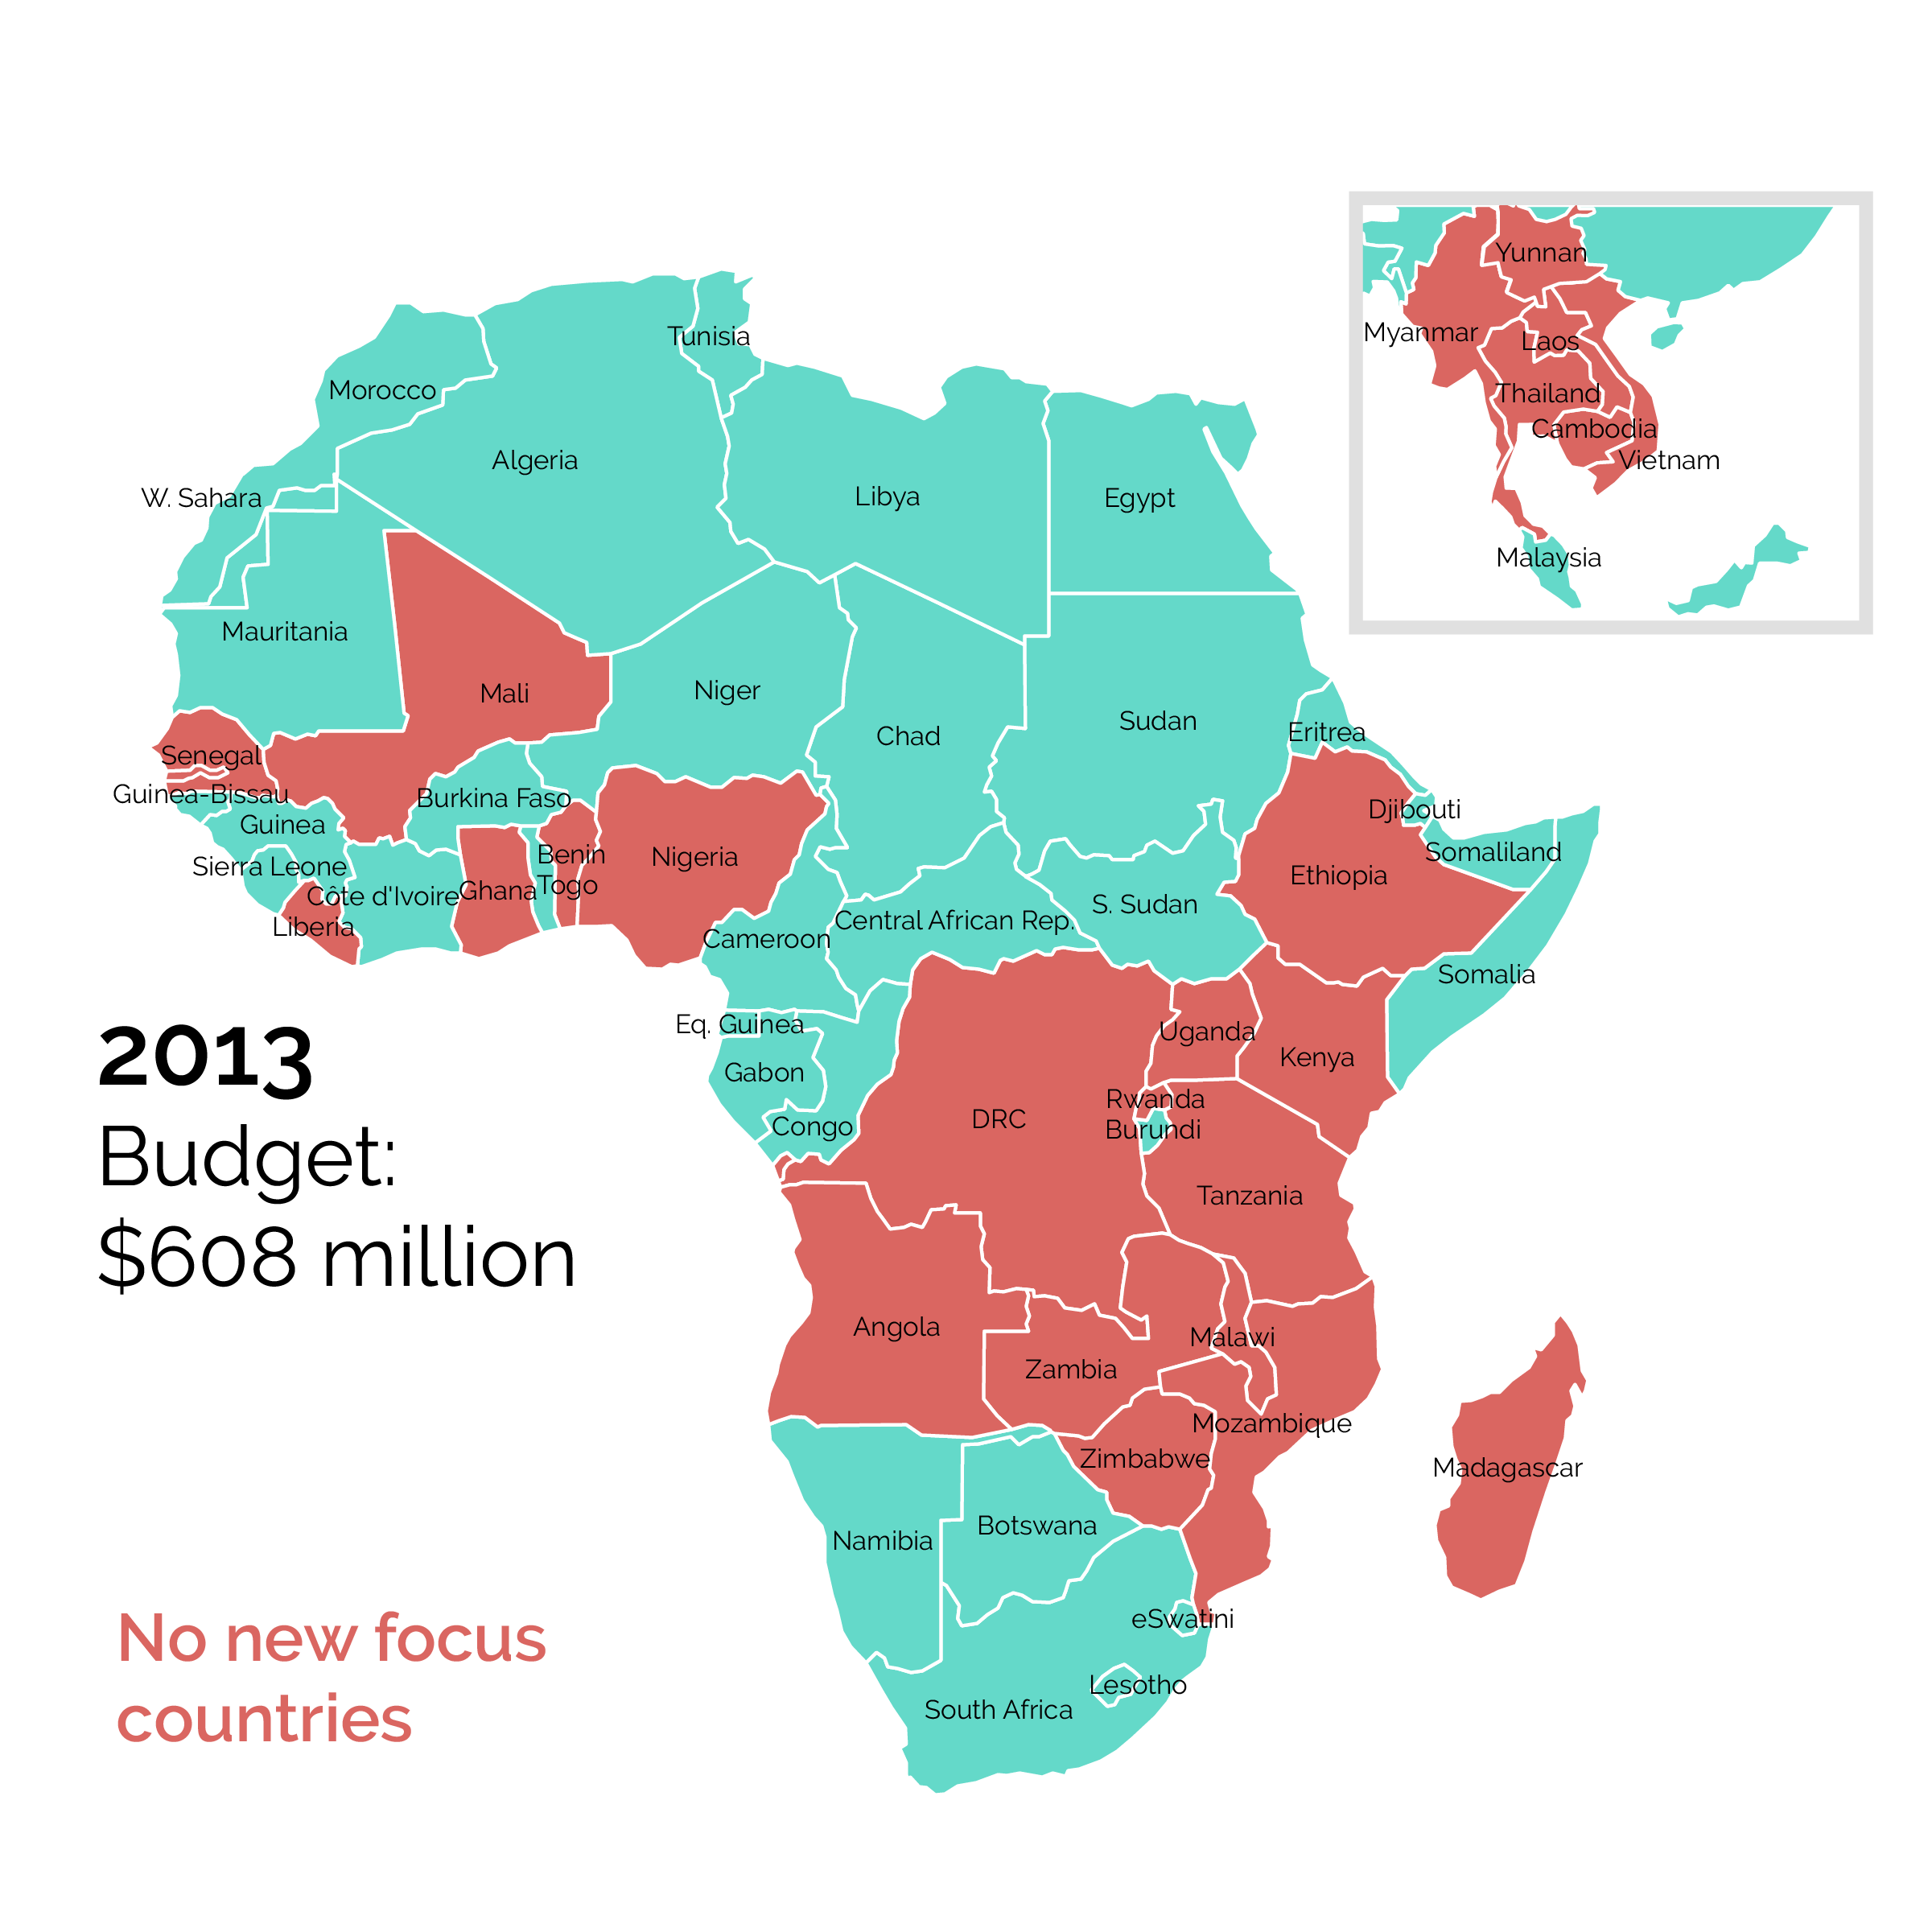 Yunnan
Myanmar
Laos
Thailand
Cambodia
Vietnam
Malaysia
Tunisia
Morocco
Algeria
W. Sahara
Libya
Egypt
Mauritania
Mali
Niger
Chad
Sudan
Eritrea
Senegal
Guinea-Bissau
Burkina Faso
Djibouti
Guinea
Somaliland
Benin
Nigeria
Sierra Leone
Ethiopia
Togo
Côte d'Ivoire
Ghana
S. Sudan
Liberia
Central African Rep.
Cameroon
Somalia
Eq. Guinea
Uganda
Kenya
Gabon
Rwanda
DRC
Congo
Burundi
Tanzania
Angola
Malawi
Zambia
Mozambique
Zimbabwe
Madagascar
Botswana
Namibia
eSwatini
Lesotho
South Africa
2013
Budget:
$608 million
No new focus
countries